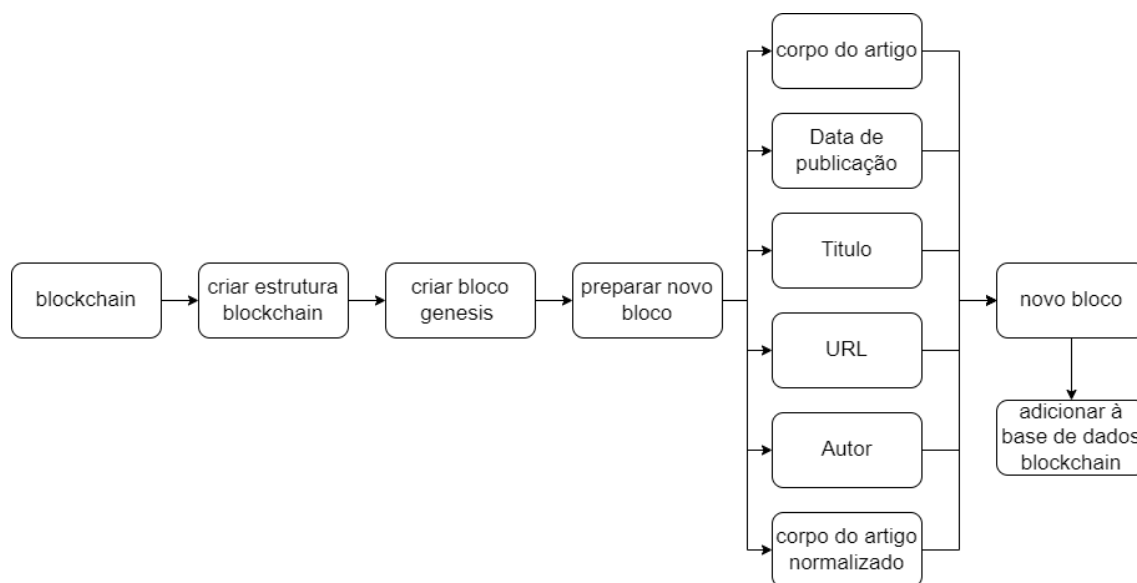 blockchain
criar estrutura
blockchain
criar bloco
genesis
preparar novo
bloco
corpo do artigo
Data de
publicação
Titulo
URL
Autor
corpo do artigo
normalizado
novo bloco
adicionar à
base de dados
blockchain